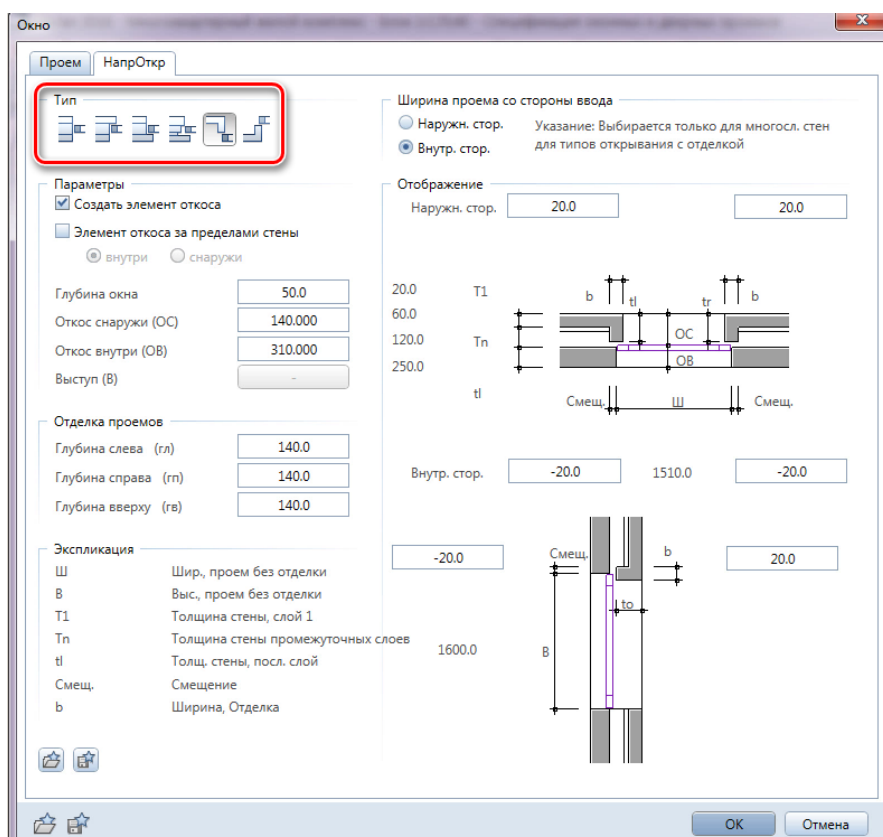 Окно
Проем НапрОткр
Тип
Ширина проема со стороны ввода
Наружн. стор.
Внутр. стор.
Указание: Выбирается только для многосл. стен
для типов открывания с отделкой
Параметры
Создать элемент откоса
Элемент откоса за пределами стены
внутри снаружи
Глубина окна 50.0
Откос снаружи (ОС) 140.000
Откос внутри (ОВ) 310.000
Выступ (В) -
Отделка проемов
Глубина слева (гл) 140.0
Глубина справа (гп) 140.0
Глубина вверху (гв) 140.0
Экспликация
Ш Шир., проем без отделки
В Выс., проем без отделки
T1 Толщина стены, слой 1
Tn Толщина стены промежуточных слоев
tl Толщ. стены, посл. слой
Смещ. Смещение
b Ширина, Отделка
Отображение
Наружн. стор. 20.0 20.0
20.0 T1
60.0
120.0 Tn
250.0
tl
b tl tr b
ОС
ОВ
Смещ. Ш Смещ.
Внутр. стор. -20.0 1510.0 -20.0
-20.0 Смещ. b 20.0
to
1600.0 В
OK Отмена